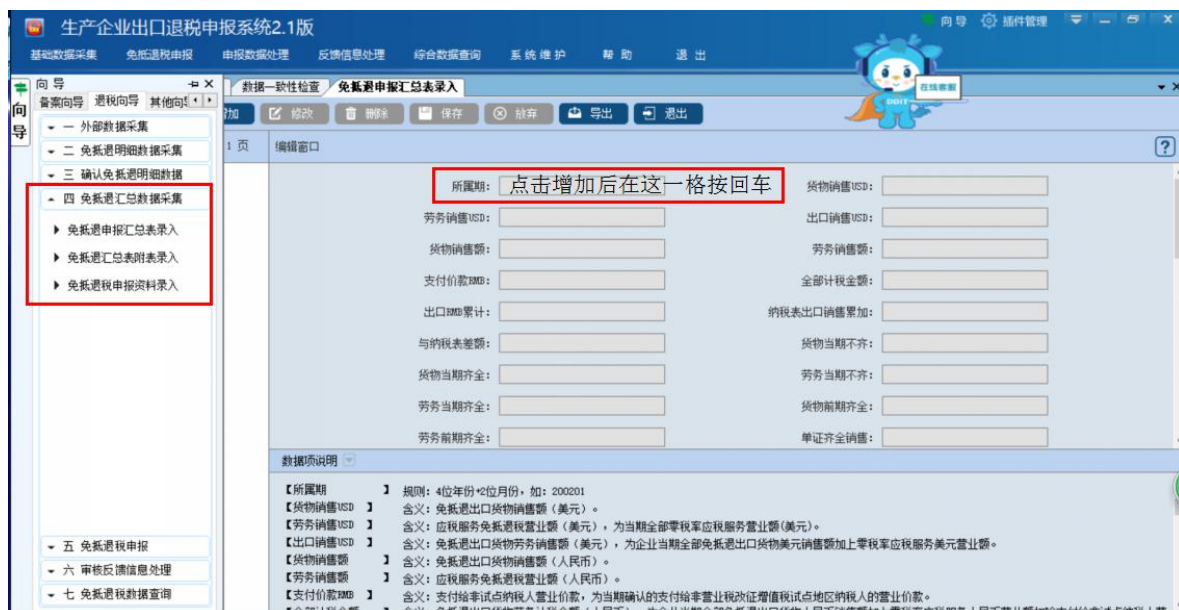 生产企业出口退税申报系统2.1版
向导 插件管理
基础数据采集 免抵退税申报 申报数据处理 反馈信息处理 综合数据查询 系统维护 帮助 退出
向导
向导
备案向导 退税向导 其他向
数据一致性检查 免抵退申报汇总表录入
在线客服
加 修改 删除 保存 放弃 导出 退出
一 外部数据采集
二 免抵退明细数据采集
三 确认免抵退明细数据
四 免抵退汇总数据采集
免抵退申报汇总表录入
免抵退汇总表附表录入
免抵退税申报资料录入
五 免抵退税申报
六 审核反馈信息处理
七 免抵退税数据查询
1 页 编辑窗口
所属期: 点击增加后在这一格按回车 货物销售USD:
劳务销售USD: 出口销售USD:
货物销售额: 劳务销售额:
支付价款RMB: 全部计税金额:
出口RMB累计: 纳税表出口销售累加:
与纳税表差额: 货物当期不齐:
货物当期齐全: 劳务当期不齐:
劳务当期齐全: 货物前期齐全:
劳务前期齐全: 单证齐全销售:
数据项说明
【所属期 】 规则: 4位年份+2位月份, 如: 200201
【货物销售USD 】 含义: 免抵退出口货物销售额(美元)。
【劳务销售USD 】 含义: 应税服务免抵退税营业额(美元), 为当期全部零税率应税服务营业额(美元)。
【出口销售USD 】 含义: 免抵退出口货物劳务销售额(美元), 为企业当期全部免抵退出口货物美元销售额加上零税率应税服务美元营业额。
【货物销售额 】 含义: 免抵退出口货物销售额(人民币)。
【劳务销售额 】 含义: 应税服务免抵退税营业额(人民币)。
【支付价款RMB 】 含义: 支付给非试点纳税人营业价款, 为当期确认的支付给非营业税改征增值税试点地区纳税人的营业价款。